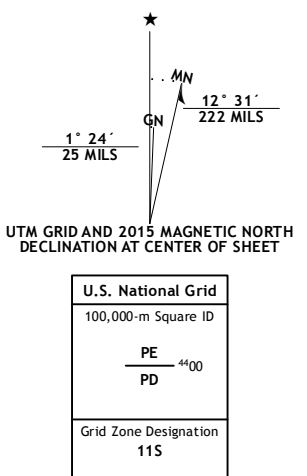 ★
MN
GN
12° 31´
222 MILS
1° 24´
25 MILS
UTM GRID AND 2015 MAGNETIC NORTH
DECLINATION AT CENTER OF SHEET
U.S. National Grid
100,000-m Square ID
PE
4400
PD
Grid Zone Designation
11S